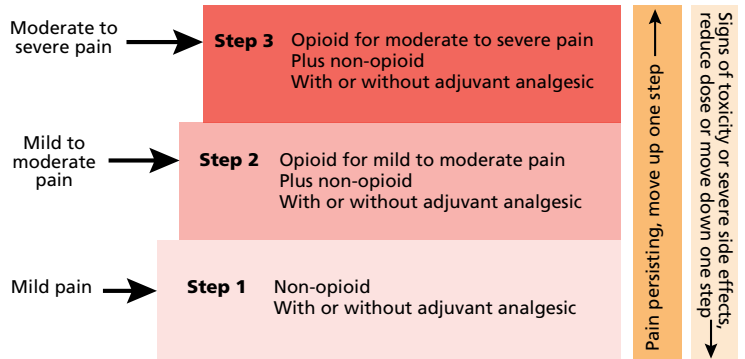 Moderate to
severe pain
Step 3 Opioid for moderate to severe pain
Plus non-opioid
With or without adjuvant analgesic
Mild to
moderate
pain
Step 2 Opioid for mild to moderate pain
Plus non-opioid
With or without adjuvant analgesic
Mild pain
Step 1 Non-opioid
With or without adjuvant analgesic
Pain persisting, move up one step
Signs of toxicity or severe side effects,
reduce dose or move down one step